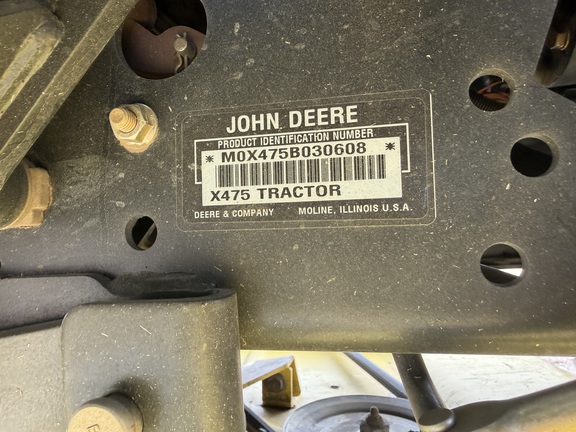 JOHN DEERE
PRODUCT IDENTIFICATION NUMBER
* M0X475B030608 *
X475 TRACTOR
DEERE & COMPANY MOLINE, ILLINOIS U.S.A.